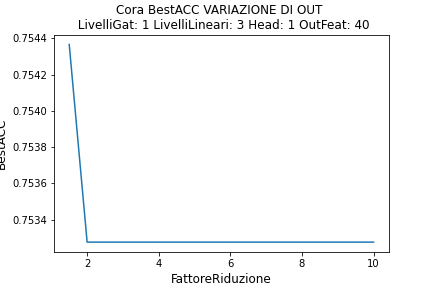 Cora BestACC VARIAZIONE DI OUT
LivelliGat: 1 LivelliLineari: 3 Head: 1 OutFeat: 40
BestACC
0.7544
0.7542
0.7540
0.7538
0.7536
0.7534
2 4 6 8 10
FattoreRiduzione